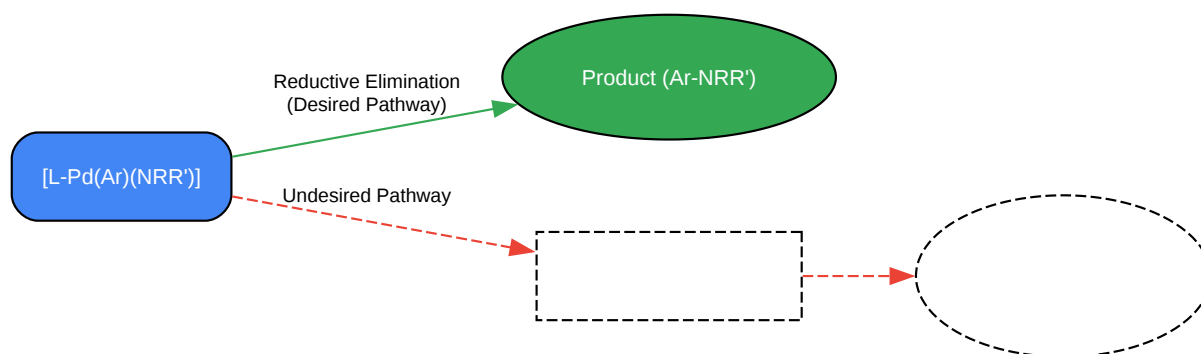 Reductive Elimination
(Desired Pathway)
Product (Ar-NRR')
[L-Pd(Ar)(NRR')]
Undesired Pathway